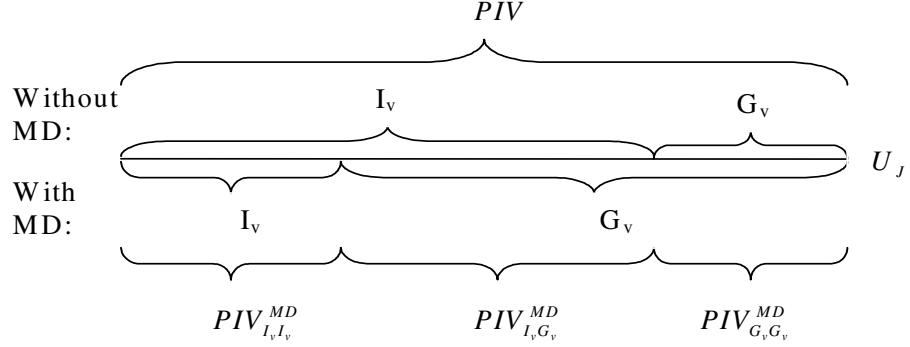 PIV
Without MD: I_v G_v
U_J
With MD: I_v G_v
PIV^{MD}_{I_v I_v} PIV^{MD}_{I_v G_v} PIV^{MD}_{G_v G_v}